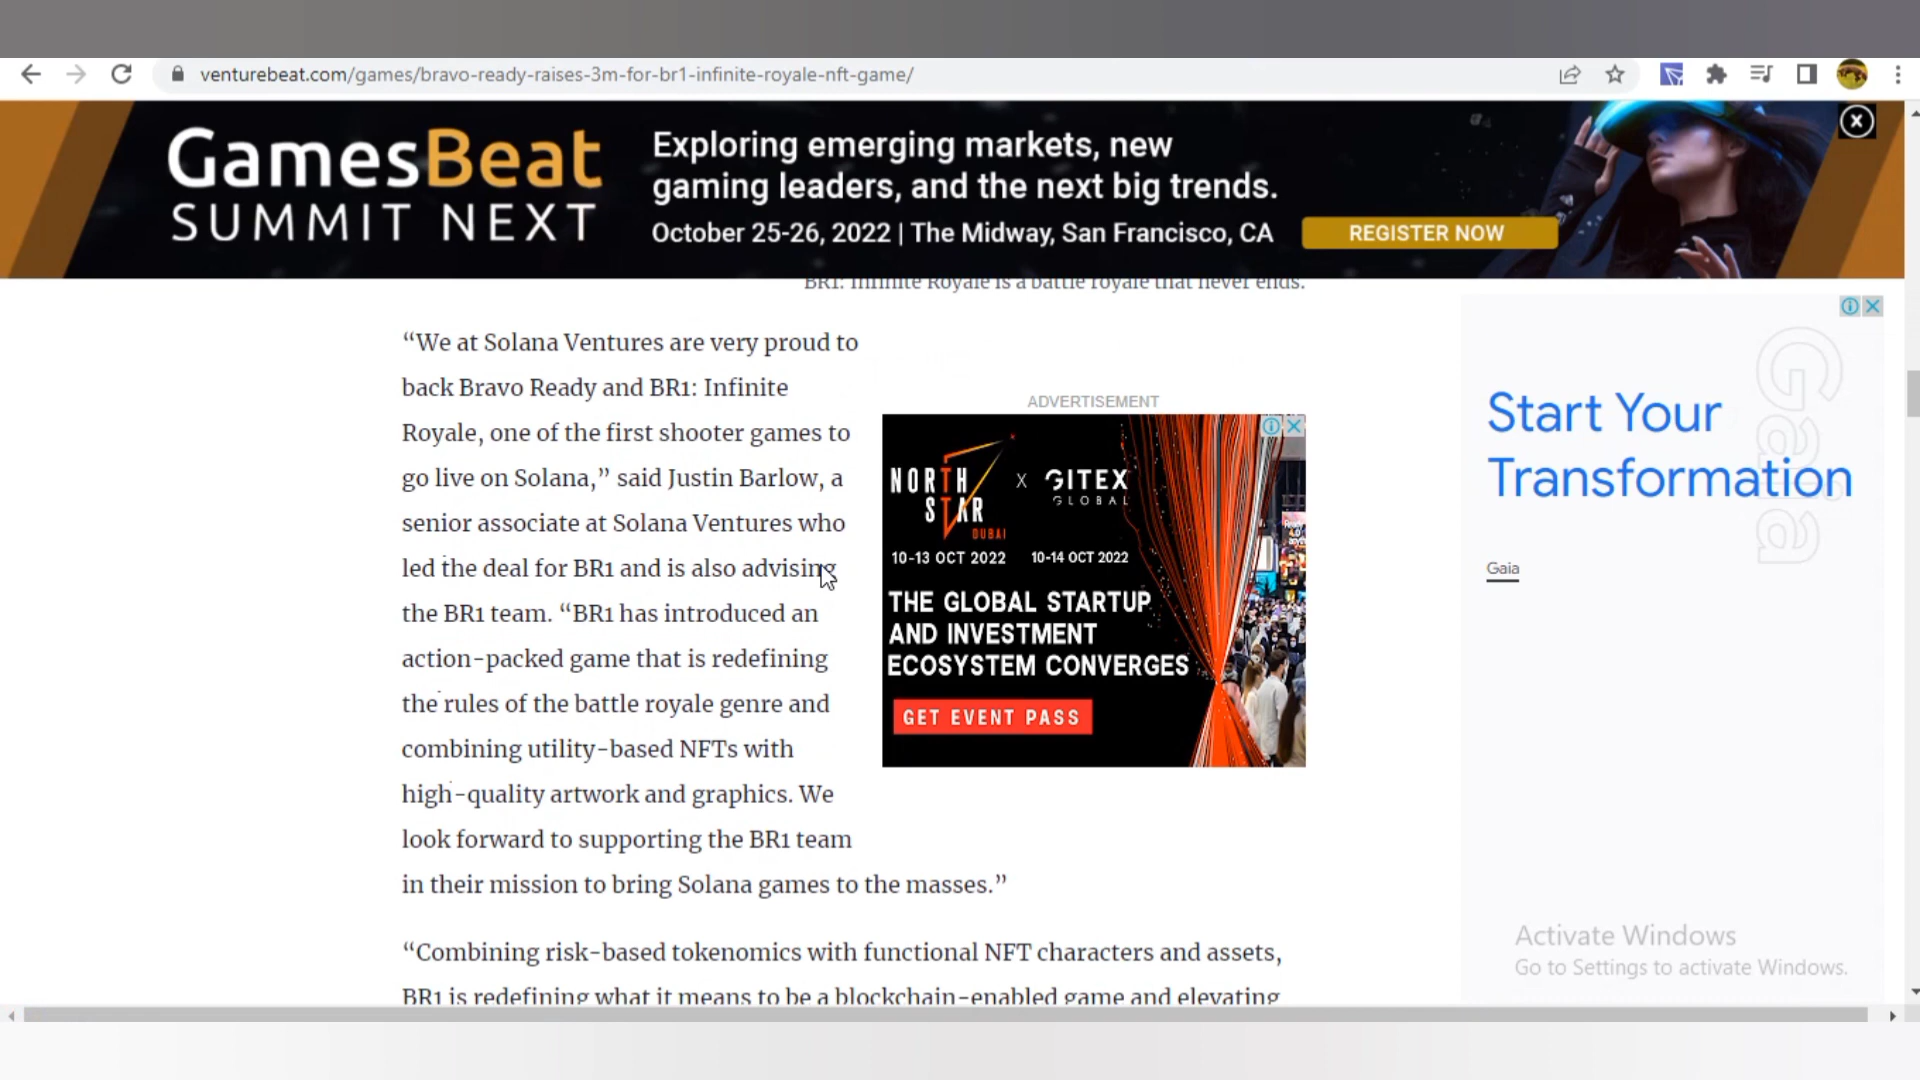 venturebeat.com/games/bravo-ready-raises-3m-for-br1-infinite-royale-nft-game/
GamesBeat
SUMMIT NEXT
Exploring emerging markets, new
gaming leaders, and the next big trends.
October 25-26, 2022 | The Midway, San Francisco, CA
REGISTER NOW
BR1: Infinite Royale is a battle royale that never ends.
“We at Solana Ventures are very proud to
back Bravo Ready and BR1: Infinite
Royale, one of the first shooter games to
go live on Solana,” said Justin Barlow, a
senior associate at Solana Ventures who
led the deal for BR1 and is also advising
the BR1 team. “BR1 has introduced an
action-packed game that is redefining
the rules of the battle royale genre and
combining utility-based NFTs with
high-quality artwork and graphics. We
look forward to supporting the BR1 team
in their mission to bring Solana games to the masses.”
“Combining risk-based tokenomics with functional NFT characters and assets,
BR1 is redefining what it means to be a blockchain-enabled game and elevating
ADVERTISEMENT
NORTH
STAR
DUBAI
X
GITEX
GLOBAL
10-13 OCT 2022
10-14 OCT 2022
THE GLOBAL STARTUP
AND INVESTMENT
ECOSYSTEM CONVERGES
GET EVENT PASS
Gaia
Start Your
Transformation
Gaia
Activate Windows
Go to Settings to activate Windows.